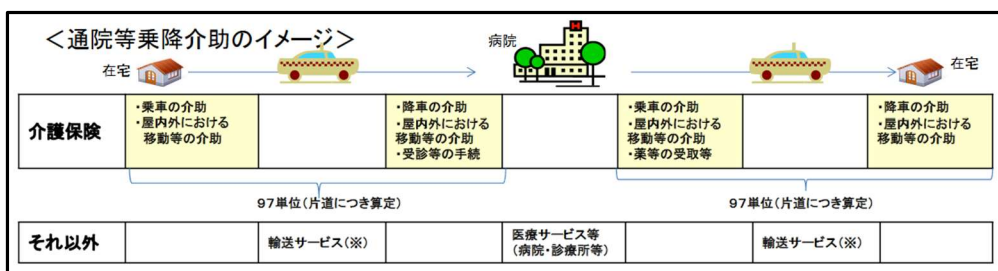 ＜通院等乗降介助のイメージ＞
在宅
病院
在宅
介護保険
・乗車の介助
・屋内外における
移動等の介助
・降車の介助
・屋内外における
移動等の介助
・受診等の手続
・乗車の介助
・屋内外における
移動等の介助
・薬等の受取等
・降車の介助
・屋内外における
移動等の介助
97単位(片道につき算定)
97単位(片道につき算定)
それ以外
輸送サービス(※)
医療サービス等
(病院・診療所等)
輸送サービス(※)